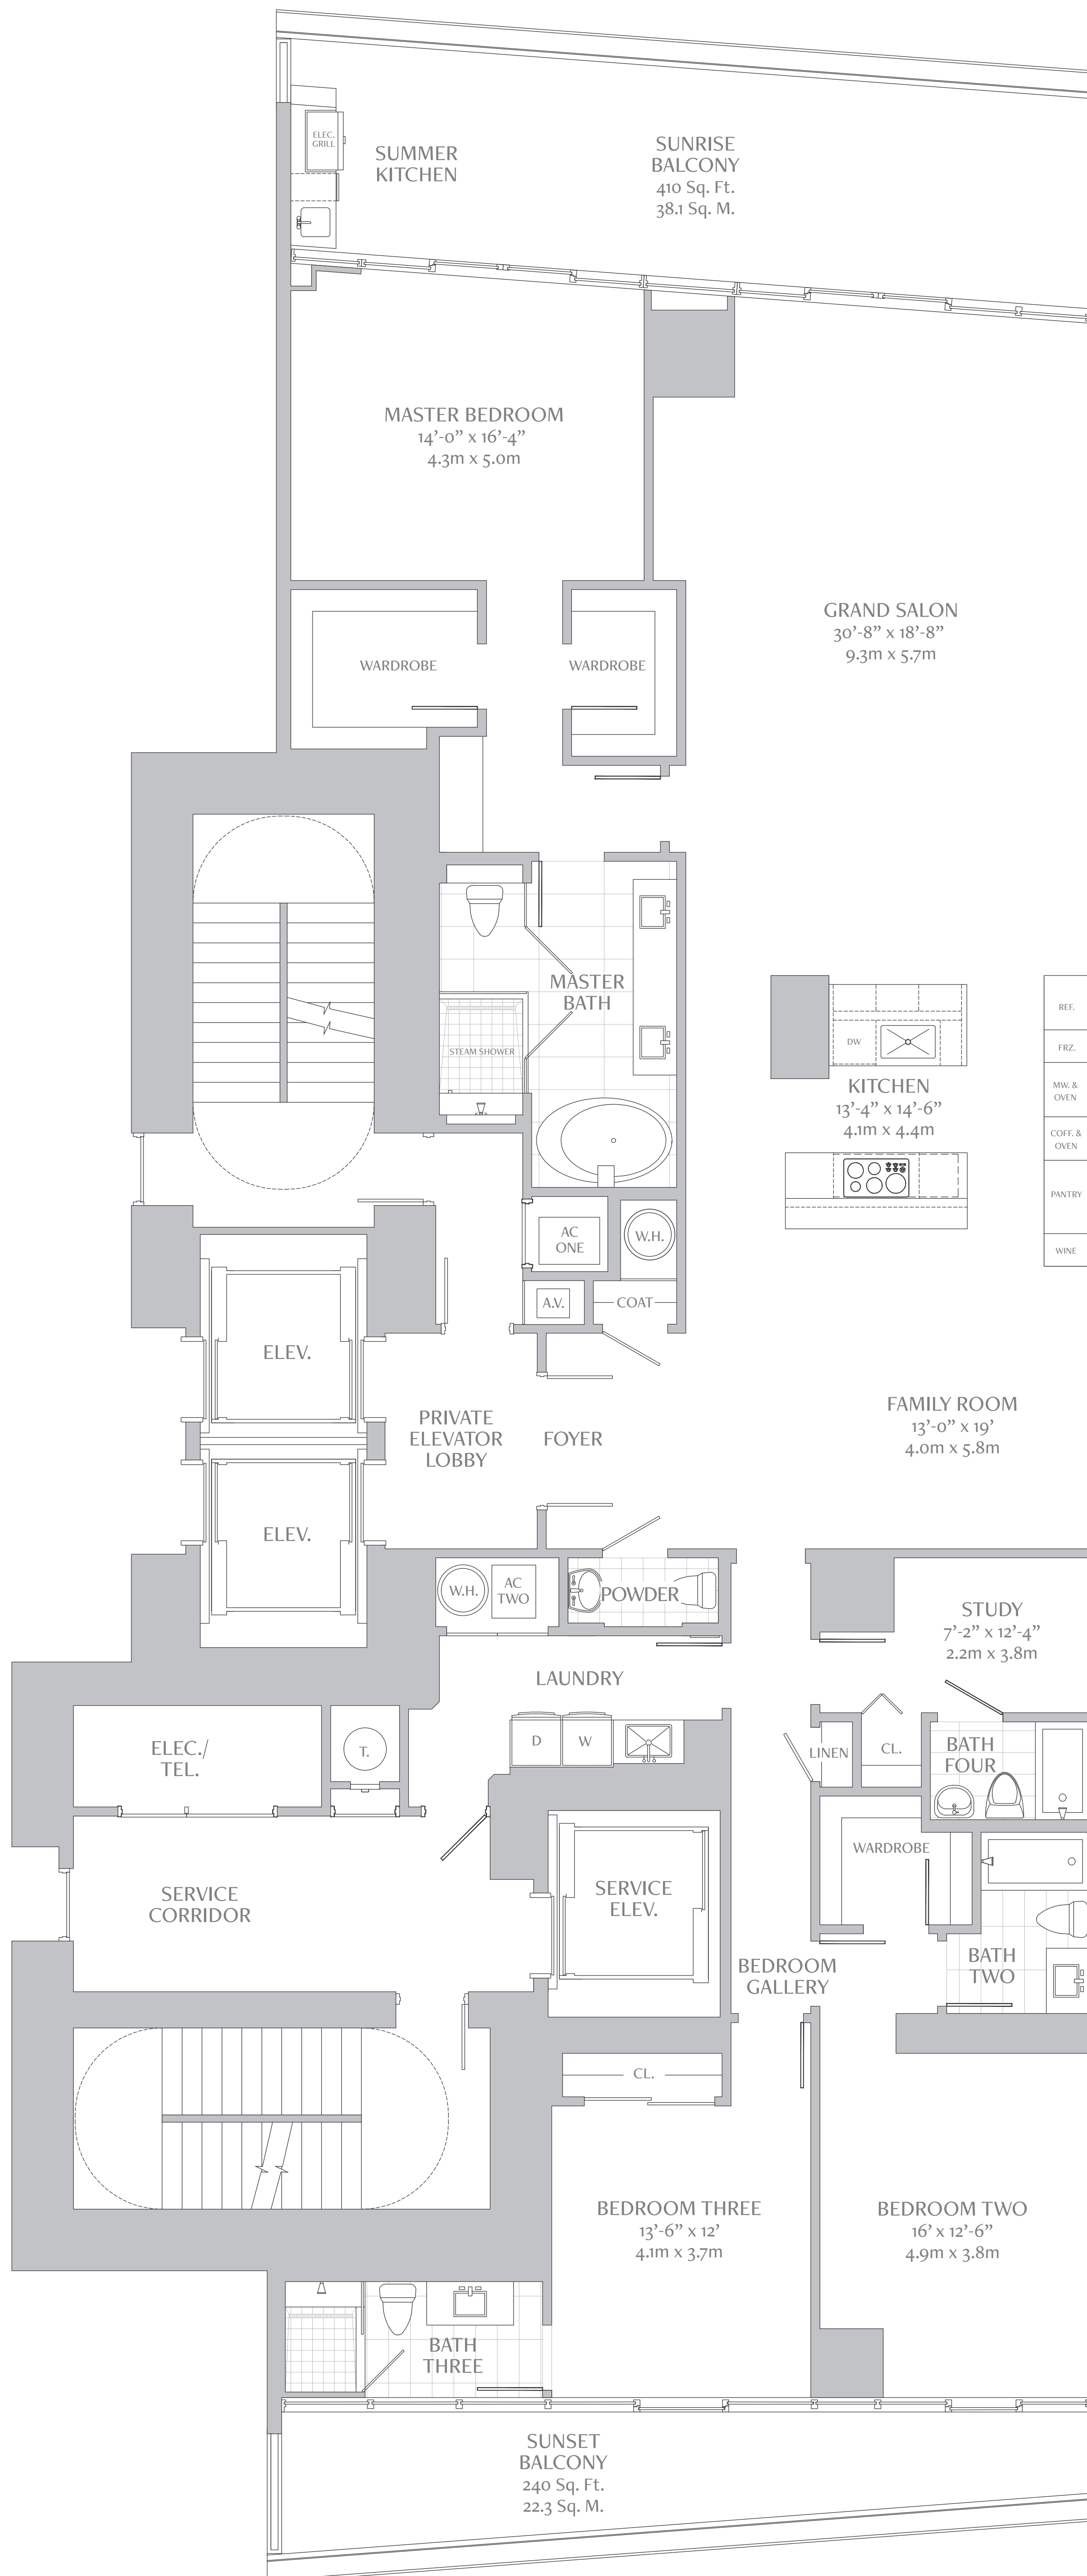 ELEC.
GRILL
SUMMER
KITCHEN
SUNRISE
BALCONY
410 Sq. Ft.
38.1 Sq. M.
MASTER BEDROOM
14’-0” x 16’-4”
4.3m x 5.0m
GRAND SALON
30’-8” x 18’-8”
9.3m x 5.7m
WARDROBE
WARDROBE
MASTER
BATH
STEAM SHOWER
REF.
FRZ.
MW. &
OVEN
COFF. &
OVEN
PANTRY
WINE
DW
KITCHEN
13’-4” x 14’-6”
4.1m x 4.4m
AC
ONE
W.H.
A.V.
COAT
ELEV.
PRIVATE
ELEVATOR
LOBBY
FOYER
FAMILY ROOM
13’-0” x 19’
4.0m x 5.8m
ELEV.
W.H.
AC
TWO
POWDER
STUDY
7’-2” x 12’-4”
2.2m x 3.8m
LAUNDRY
D
W
ELEC./
TEL.
T.
LINEN
CL.
BATH
FOUR
WARDROBE
SERVICE
CORRIDOR
SERVICE
ELEV.
BEDROOM
GALLERY
BATH
TWO
CL.
BEDROOM THREE
13’-6” x 12’
4.1m x 3.7m
BEDROOM TWO
16’ x 12’-6”
4.9m x 3.8m
BATH
THREE
SUNSET
BALCONY
240 Sq. Ft.
22.3 Sq. M.